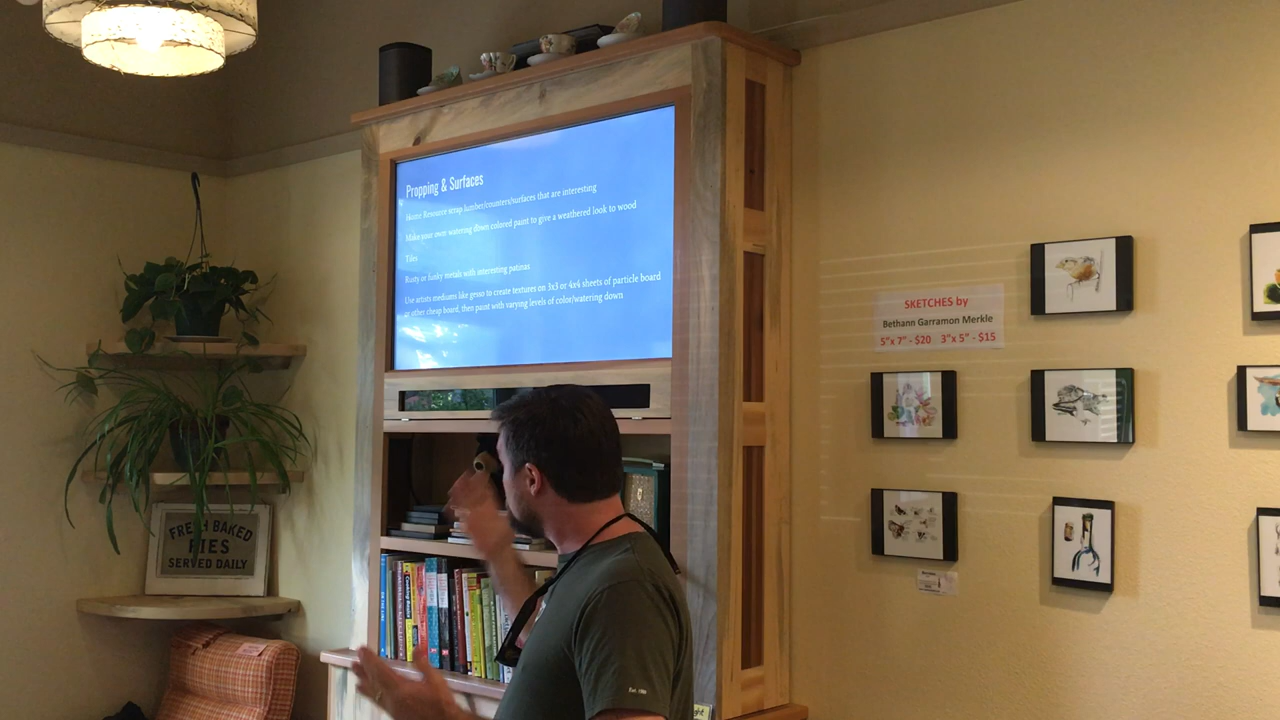 Propping & Surfaces
Home Resource scrap lumber/counters/surfaces that are interesting
Make your own watering down colored paint to give a weathered look to wood
Tiles
Rusty or funky metals with interesting patinas
Use artists mediums like gesso to create textures on 3x3 or 4x4 sheets of particle board
or other cheap board, then paint with varying levels of color/watering down
SKETCHES by
Bethann Garramon Merkle
5"x 7" - $20 3"x 5" - $15
FRESH BAKED
PIES
SERVED DAILY